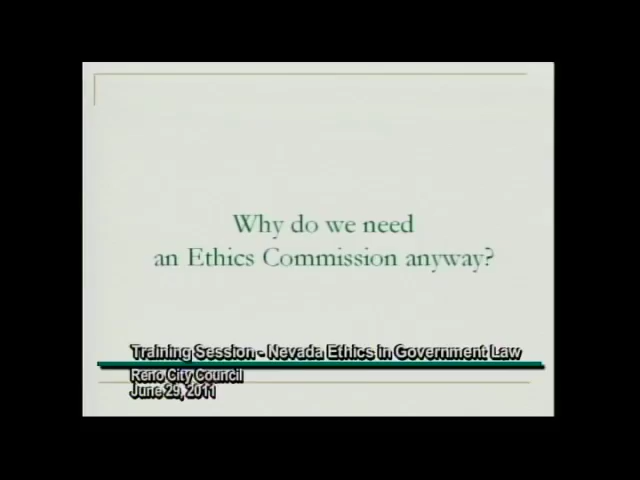 Why do we need
an Ethics Commission anyway?
Training Session - Nevada Ethics in Government Law
Reno City Council
June 29, 2011